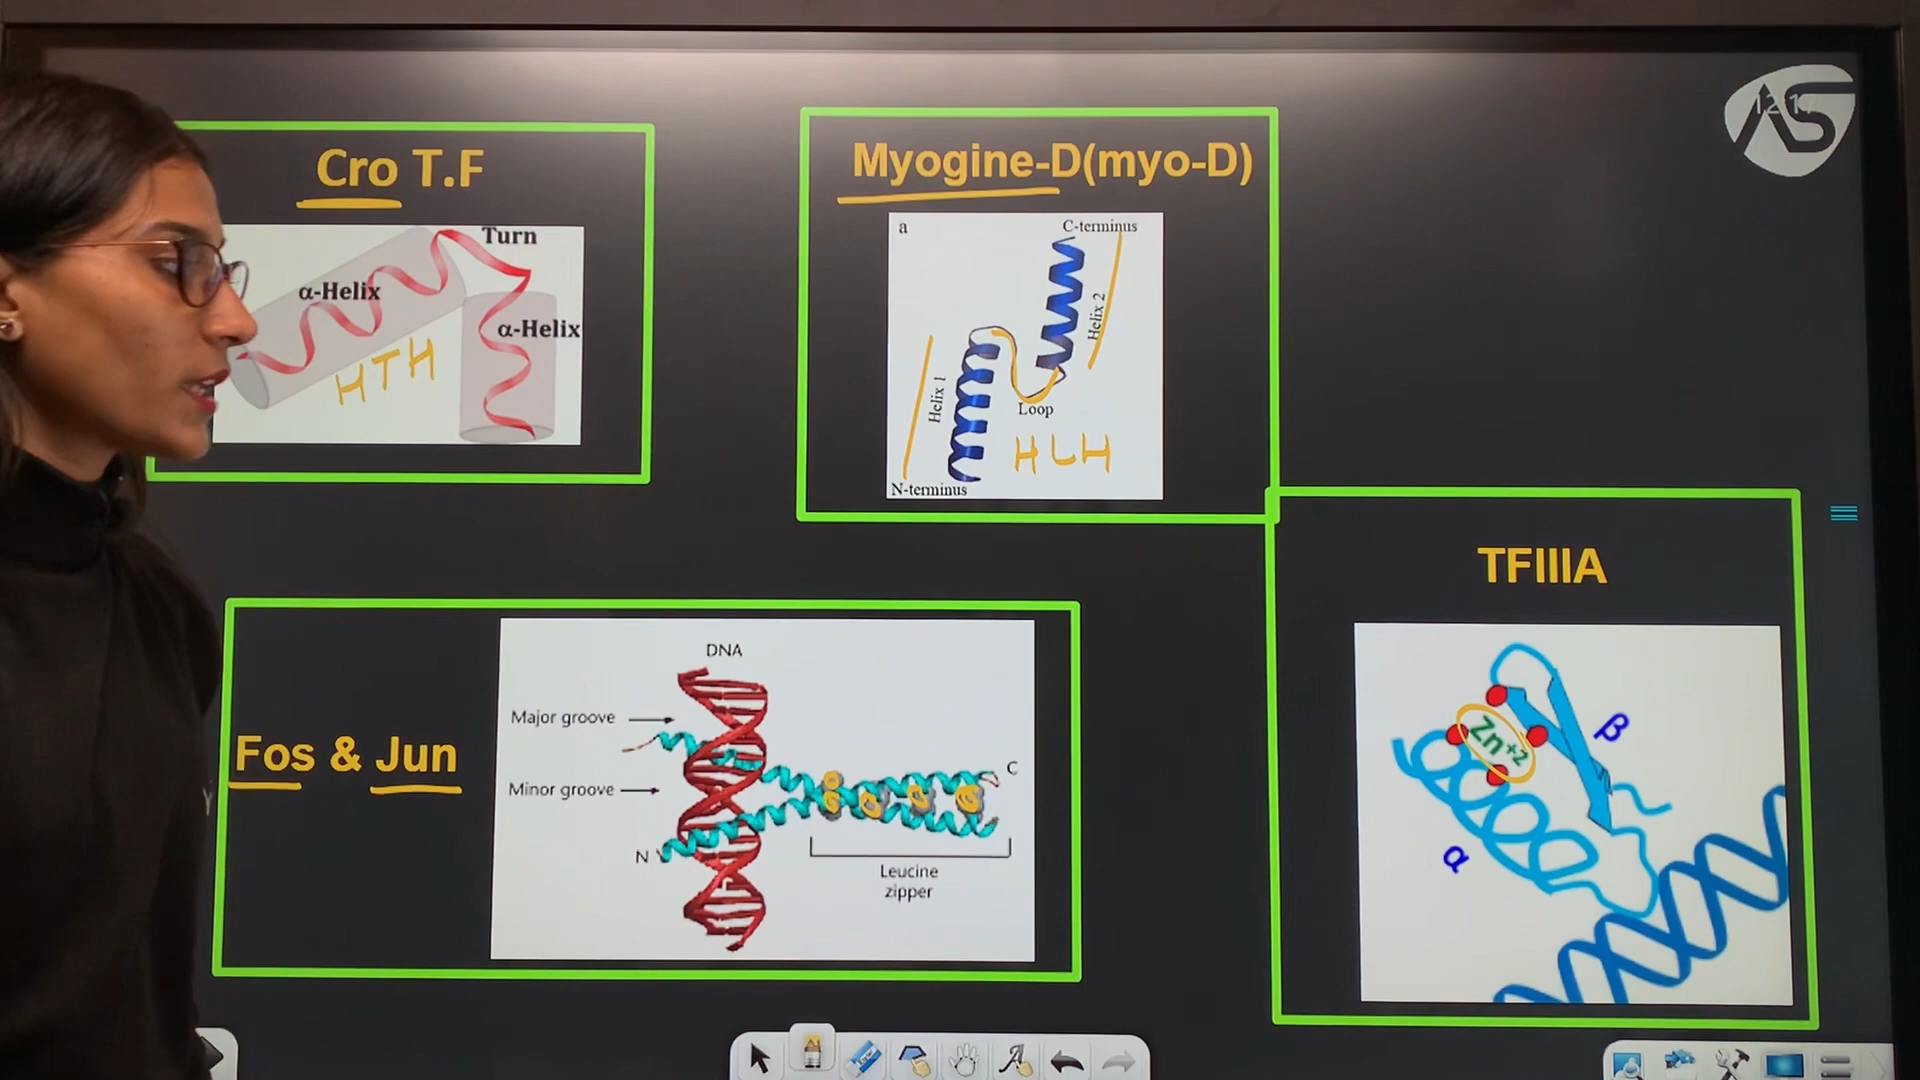 Cro T.F
Turn
α-Helix
α-Helix
HTH
Myogine-D(myo-D)
a
C-terminus
Helix 2
Helix 1
Loop
HLH
N-terminus
AS
Fos & Jun
DNA
Major groove
Minor groove
C
N
Leucine
zipper
TFIIIA
Zn+2
β
α